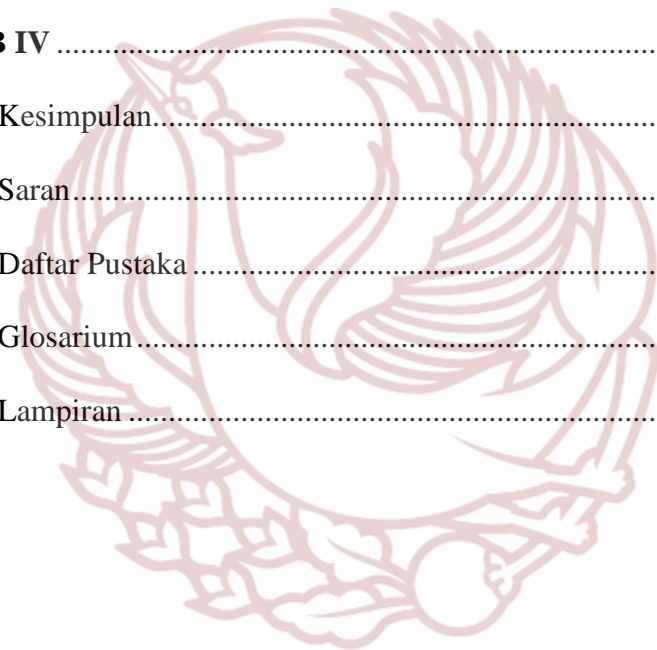 B IV ........................................................................
Kesimpulan............................................................
Saran.......................................................................
Daftar Pustaka .......................................................
Glosarium...............................................................
Lampiran ................................................................